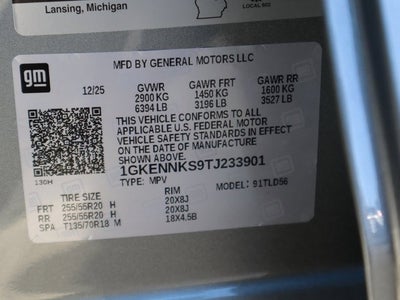 Lansing, Michigan
LOCAL 602
gm
MFD BY GENERAL MOTORS LLC
12/25 GVWR GAWR FRT GAWR RR
2900 KG 1450 KG 1600 KG
6394 LB 3196 LB 3527 LB
THIS VEHICLE CONFORMS TO ALL
APPLICABLE U.S. FEDERAL MOTOR
VEHICLE SAFETY STANDARDS IN EFFECT
ON THE DATE OF MANUFACTURE
SHOWN ABOVE.
1GKENNKS9TJ233901
130H
TYPE: MPV MODEL: 91TLD56
TIRE SIZE RIM
FRT 255/55R20 H 20X8J
RR 255/55R20 H 20X8J
SPA T135/70R18 M 18X4.5B